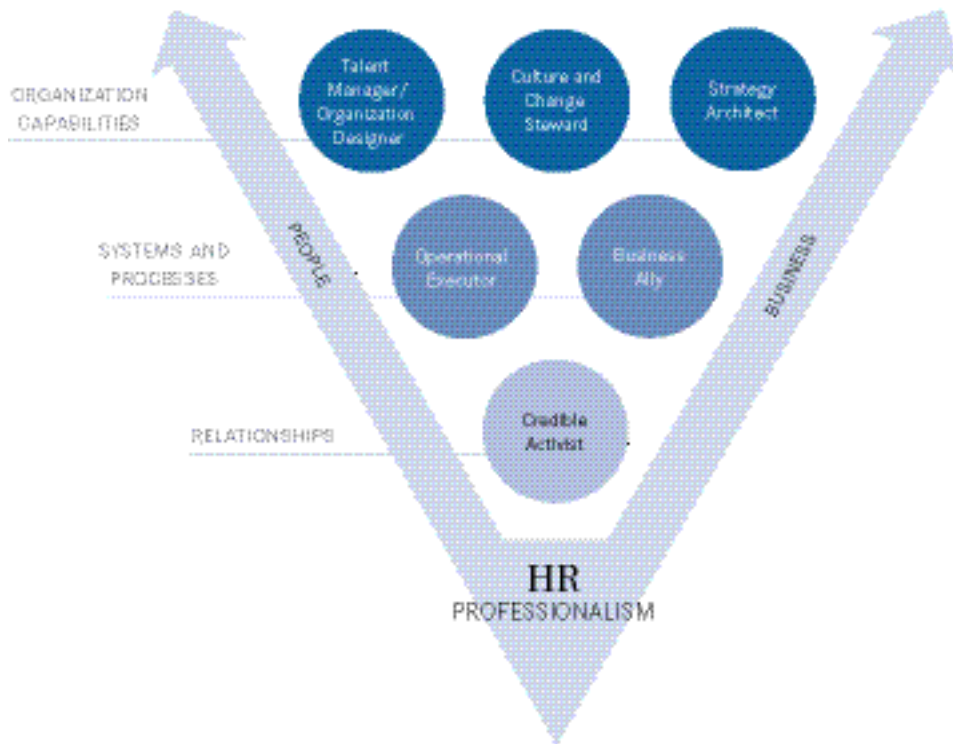 ORGANIZATION
CAPABILITIES
Talent
Manager/
Organization
Designer
Culture and
Change
Steward
Strategy
Architect
SYSTEMS AND
PROCESSES
PEOPLE
Operational
Executor
Business
Ally
BUSINESS
RELATIONSHIPS
Credible
Activist
HR
PROFESSIONALISM